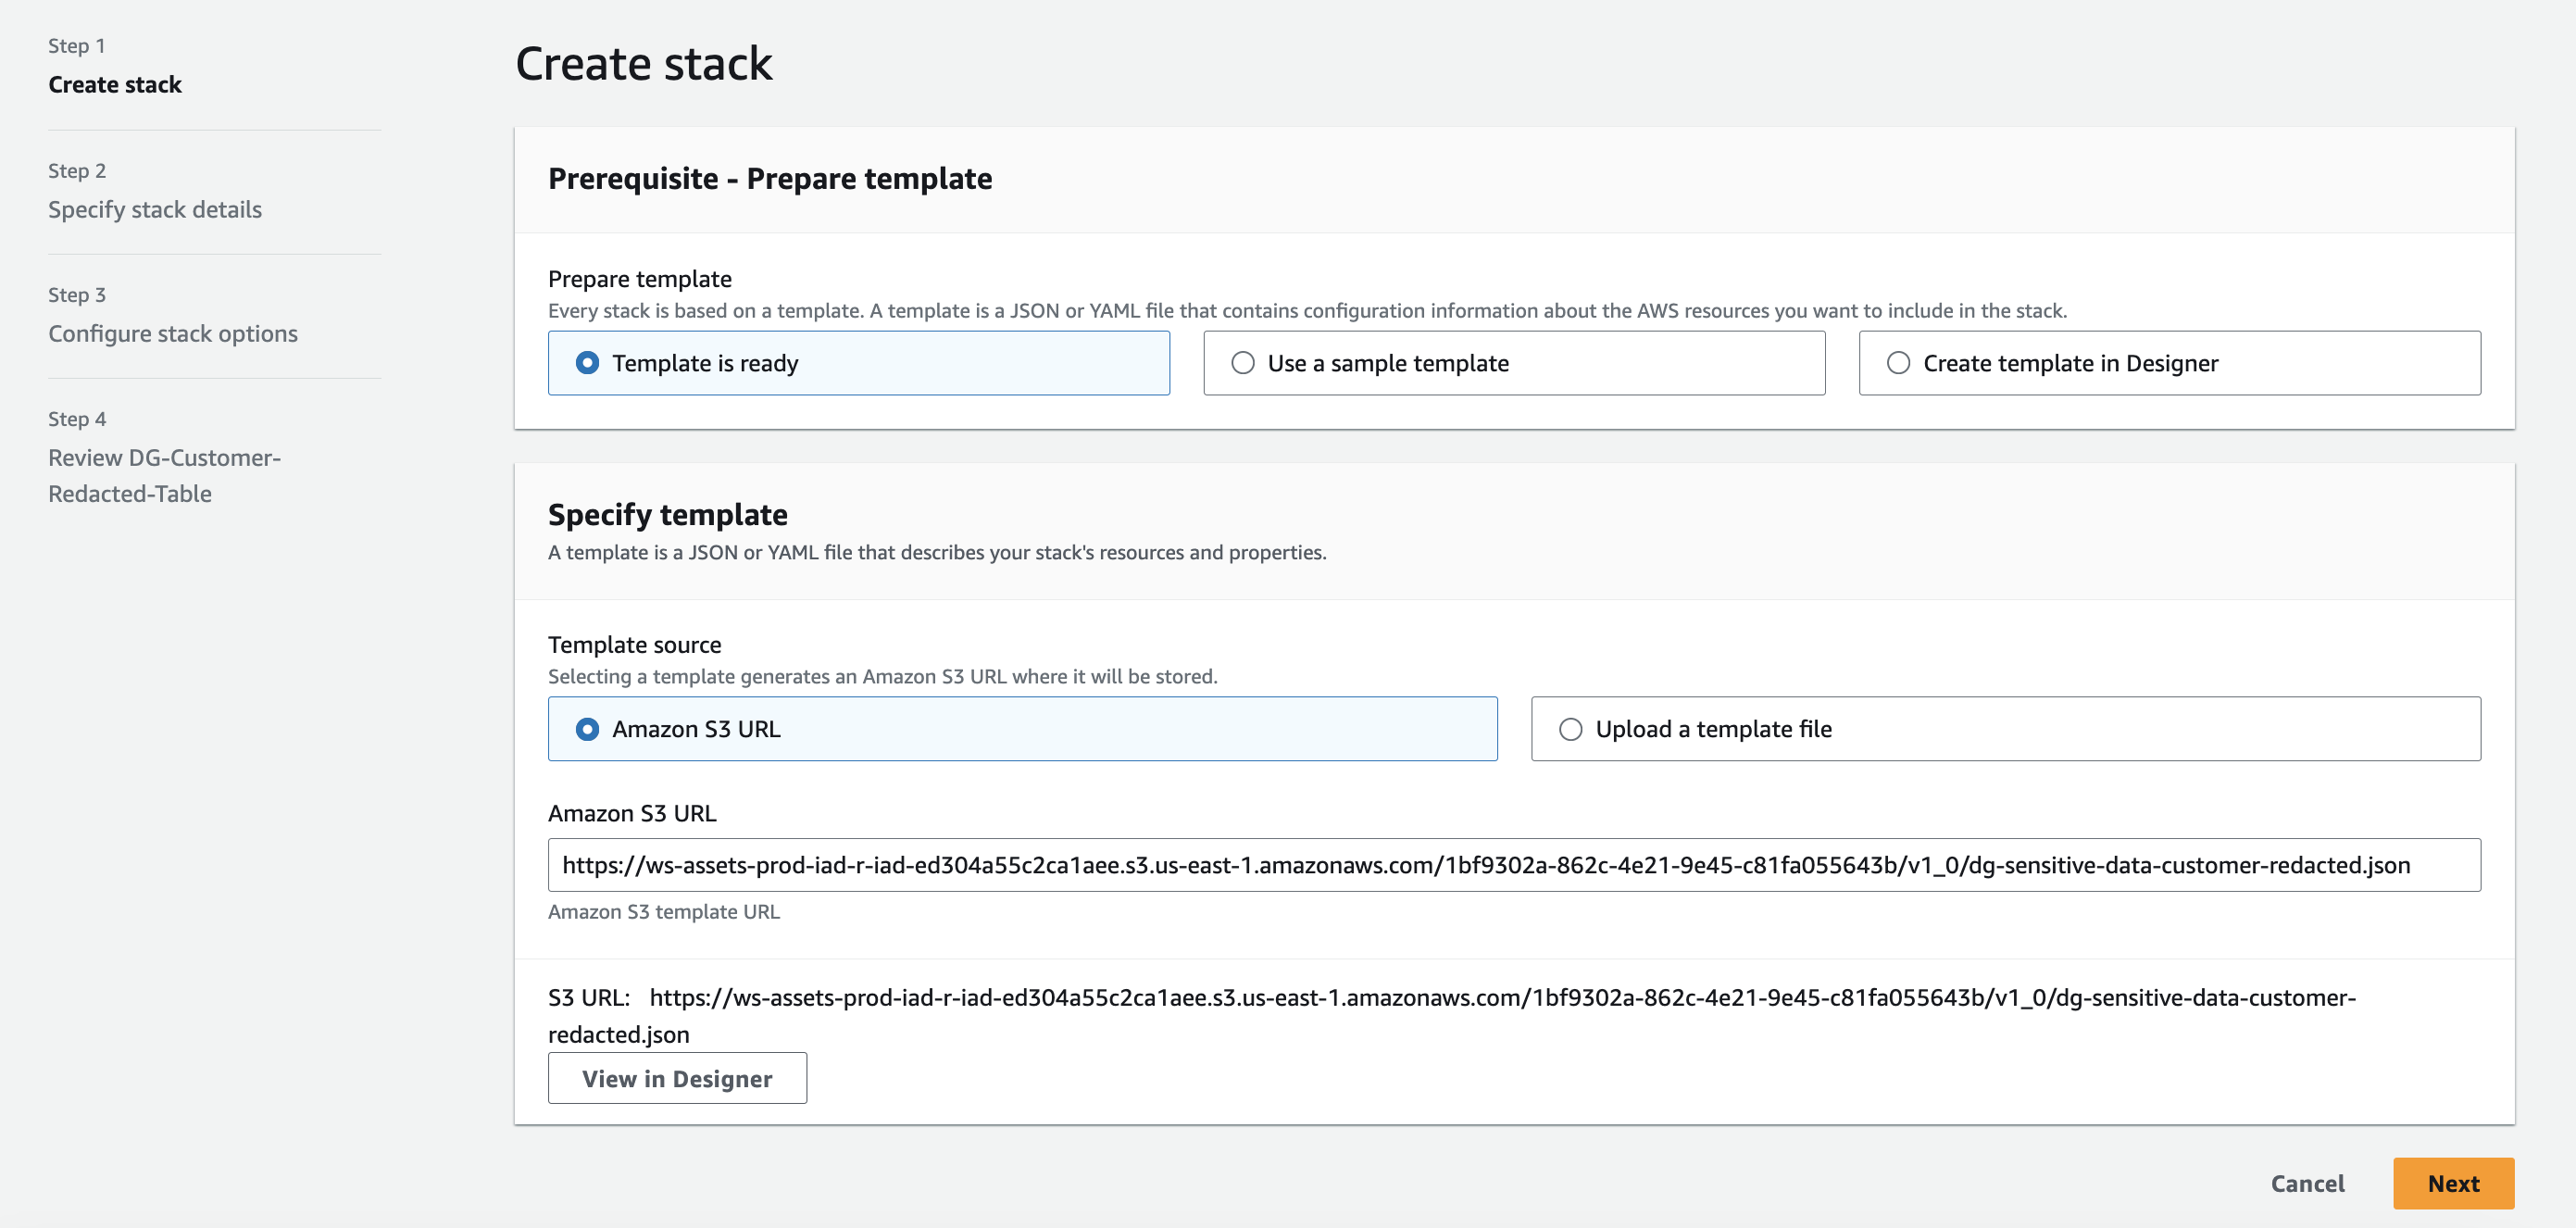 Step 1
Create stack
Step 2
Specify stack details
Step 3
Configure stack options
Step 4
Review DG-Customer-
Redacted-Table
Create stack
Prerequisite - Prepare template
Prepare template
Every stack is based on a template. A template is a JSON or YAML file that contains configuration information about the AWS resources you want to include in the stack.
Template is ready
Use a sample template
Create template in Designer
Specify template
A template is a JSON or YAML file that describes your stack's resources and properties.
Template source
Selecting a template generates an Amazon S3 URL where it will be stored.
Amazon S3 URL
Upload a template file
Amazon S3 URL
https://ws-assets-prod-iad-r-iad-ed304a55c2ca1aee.s3.us-east-1.amazonaws.com/1bf9302a-862c-4e21-9e45-c81fa055643b/v1_0/dg-sensitive-data-customer-redacted.json
Amazon S3 template URL
S3 URL: https://ws-assets-prod-iad-r-iad-ed304a55c2ca1aee.s3.us-east-1.amazonaws.com/1bf9302a-862c-4e21-9e45-c81fa055643b/v1_0/dg-sensitive-data-customer-
redacted.json
View in Designer
Cancel
Next